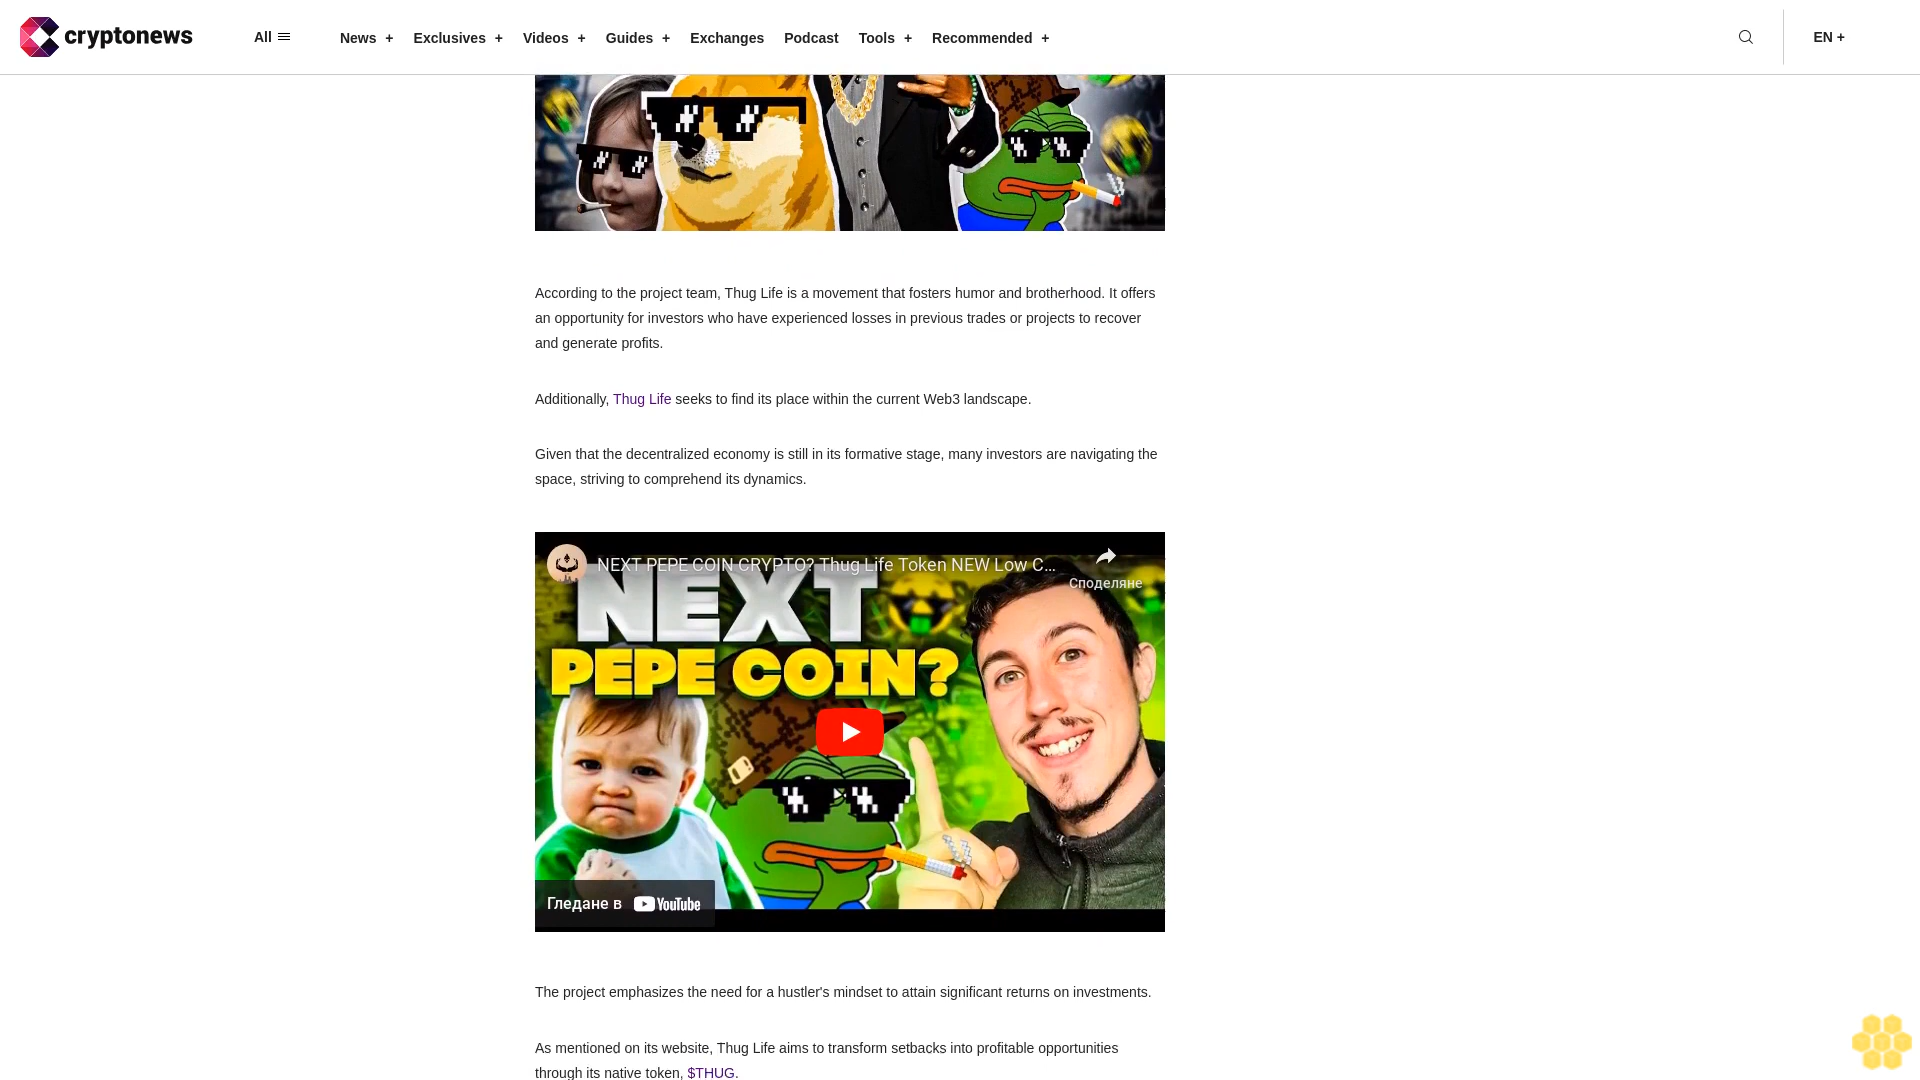 cryptonews
All
News +
Exclusives +
Videos +
Guides +
Exchanges
Podcast
Tools +
Recommended +
EN +
According to the project team, Thug Life is a movement that fosters humor and brotherhood. It offers
an opportunity for investors who have experienced losses in previous trades or projects to recover
and generate profits.
Additionally, Thug Life seeks to find its place within the current Web3 landscape.
Given that the decentralized economy is still in its formative stage, many investors are navigating the
space, striving to comprehend its dynamics.
NEXT PEPE COIN CRYPTO? Thug Life Token NEW Low C...
Споделяне
NEXT
PEPE COIN?
Гледане в YouTube
The project emphasizes the need for a hustler's mindset to attain significant returns on investments.
As mentioned on its website, Thug Life aims to transform setbacks into profitable opportunities
through its native token, $THUG.